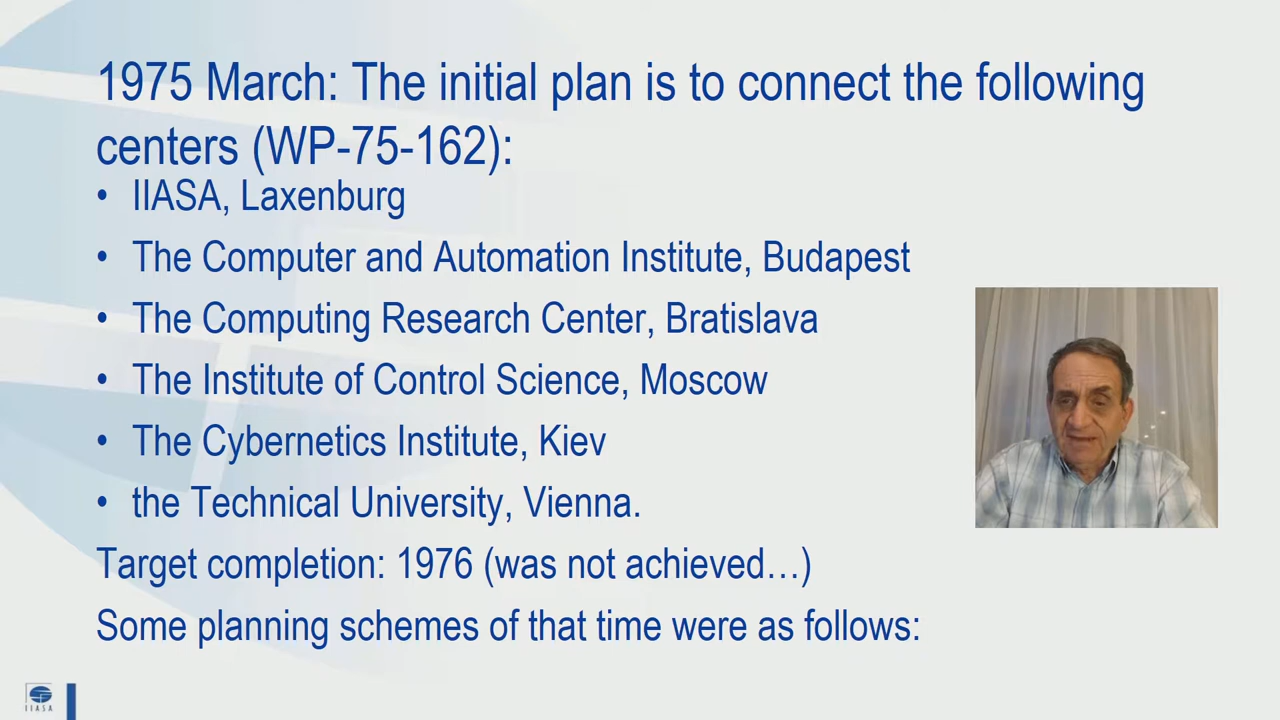 1975 March: The initial plan is to connect the following
centers (WP-75-162):
• IIASA, Laxenburg
• The Computer and Automation Institute, Budapest
• The Computing Research Center, Bratislava
• The Institute of Control Science, Moscow
• The Cybernetics Institute, Kiev
• the Technical University, Vienna.
Target completion: 1976 (was not achieved…)
Some planning schemes of that time were as follows:
IIASA